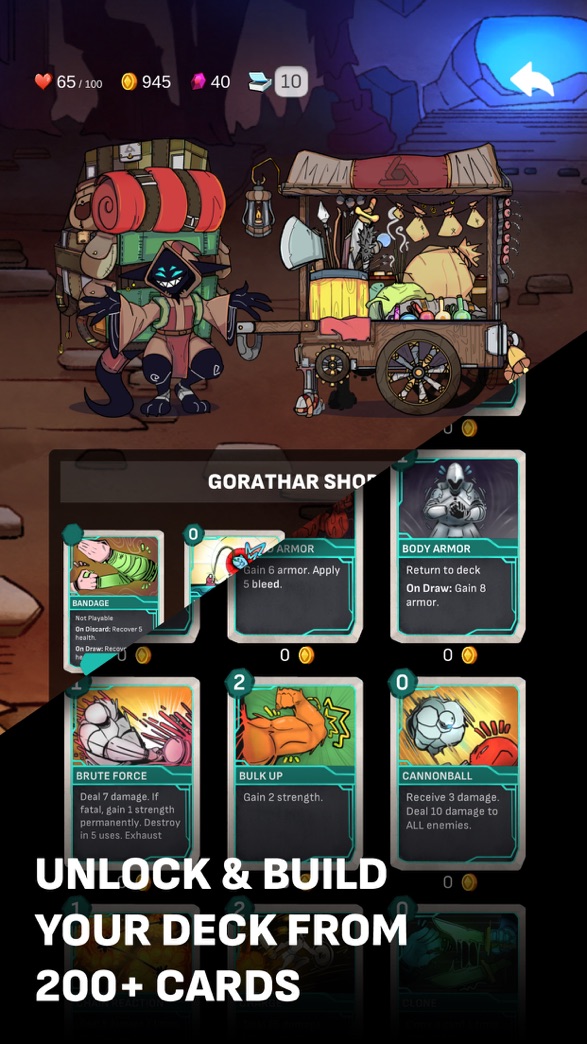 65 / 100
945
40
10
GORATHAR SHOP
0
ARMOR
Gain 6 armor. Apply
5 bleed.
BODY ARMOR
Return to deck
On Draw: Gain 8
armor.
BANDAGE
Not Playable
On Discard: Recover 5
health.
On Draw:
0
0
0
1
BRUTE FORCE
Deal 7 damage. If
fatal, gain 1 strength
permanently. Destroy
in 5 uses. Exhaust
2
BULK UP
Gain 2 strength.
0
CANNONBALL
Receive 3 damage.
Deal 10 damage to
ALL enemies.
UNLOCK & BUILD
YOUR DECK FROM
200+ CARDS
1
2
0
CLONE